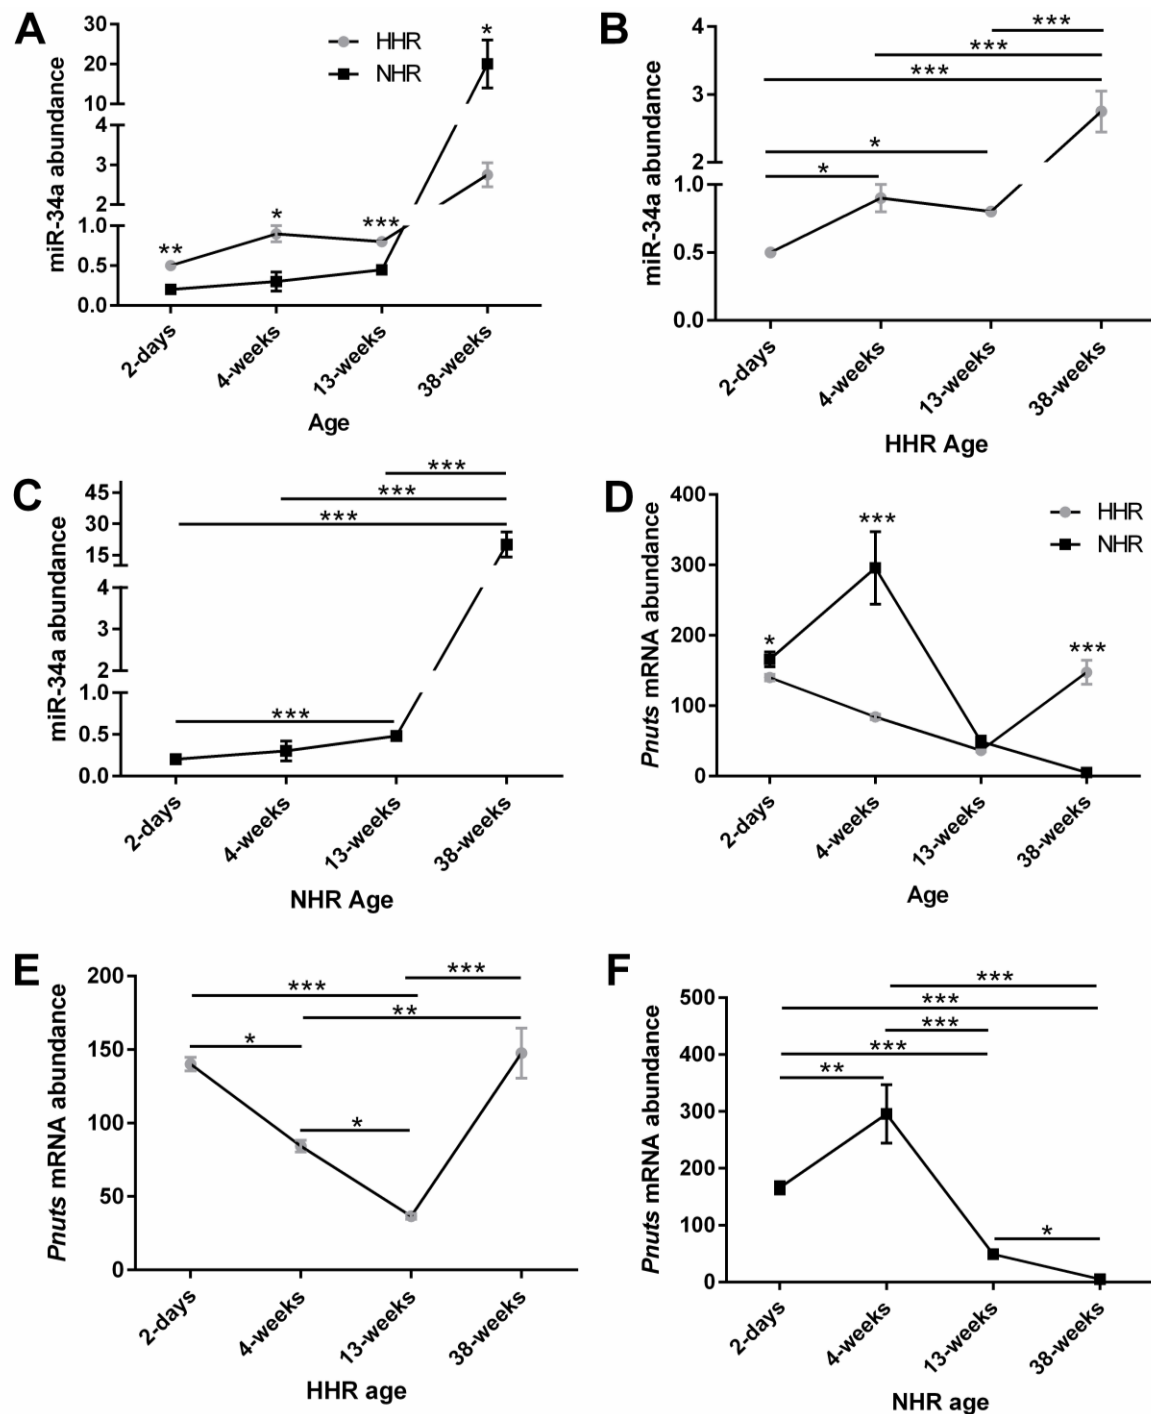 A
miR-34a abundance
30
20
10
4
3
2
1.0
0.5
0.0
HHR
NHR
**
*
***
*
2-days
4-weeks
13-weeks
38-weeks
Age
B
miR-34a abundance
4
3
2
1.0
0.5
0.0
***
***
***
*
*
2-days
4-weeks
13-weeks
38-weeks
HHR Age
C
miR-34a abundance
45
30
15
4
3
2
1.0
0.5
0.0
***
***
***
***
2-days
4-weeks
13-weeks
38-weeks
NHR Age
D
Pnuts mRNA abundance
400
300
200
100
0
HHR
NHR
*
***
***
2-days
4-weeks
13-weeks
38-weeks
Age
E
Pnuts mRNA abundance
200
150
100
50
0
***
***
**
*
*
2-days
4-weeks
13-weeks
38-weeks
HHR age
F
Pnuts mRNA abundance
500
400
300
200
100
0
***
***
***
***
**
*
2-days
4-weeks
13-weeks
38-weeks
NHR age